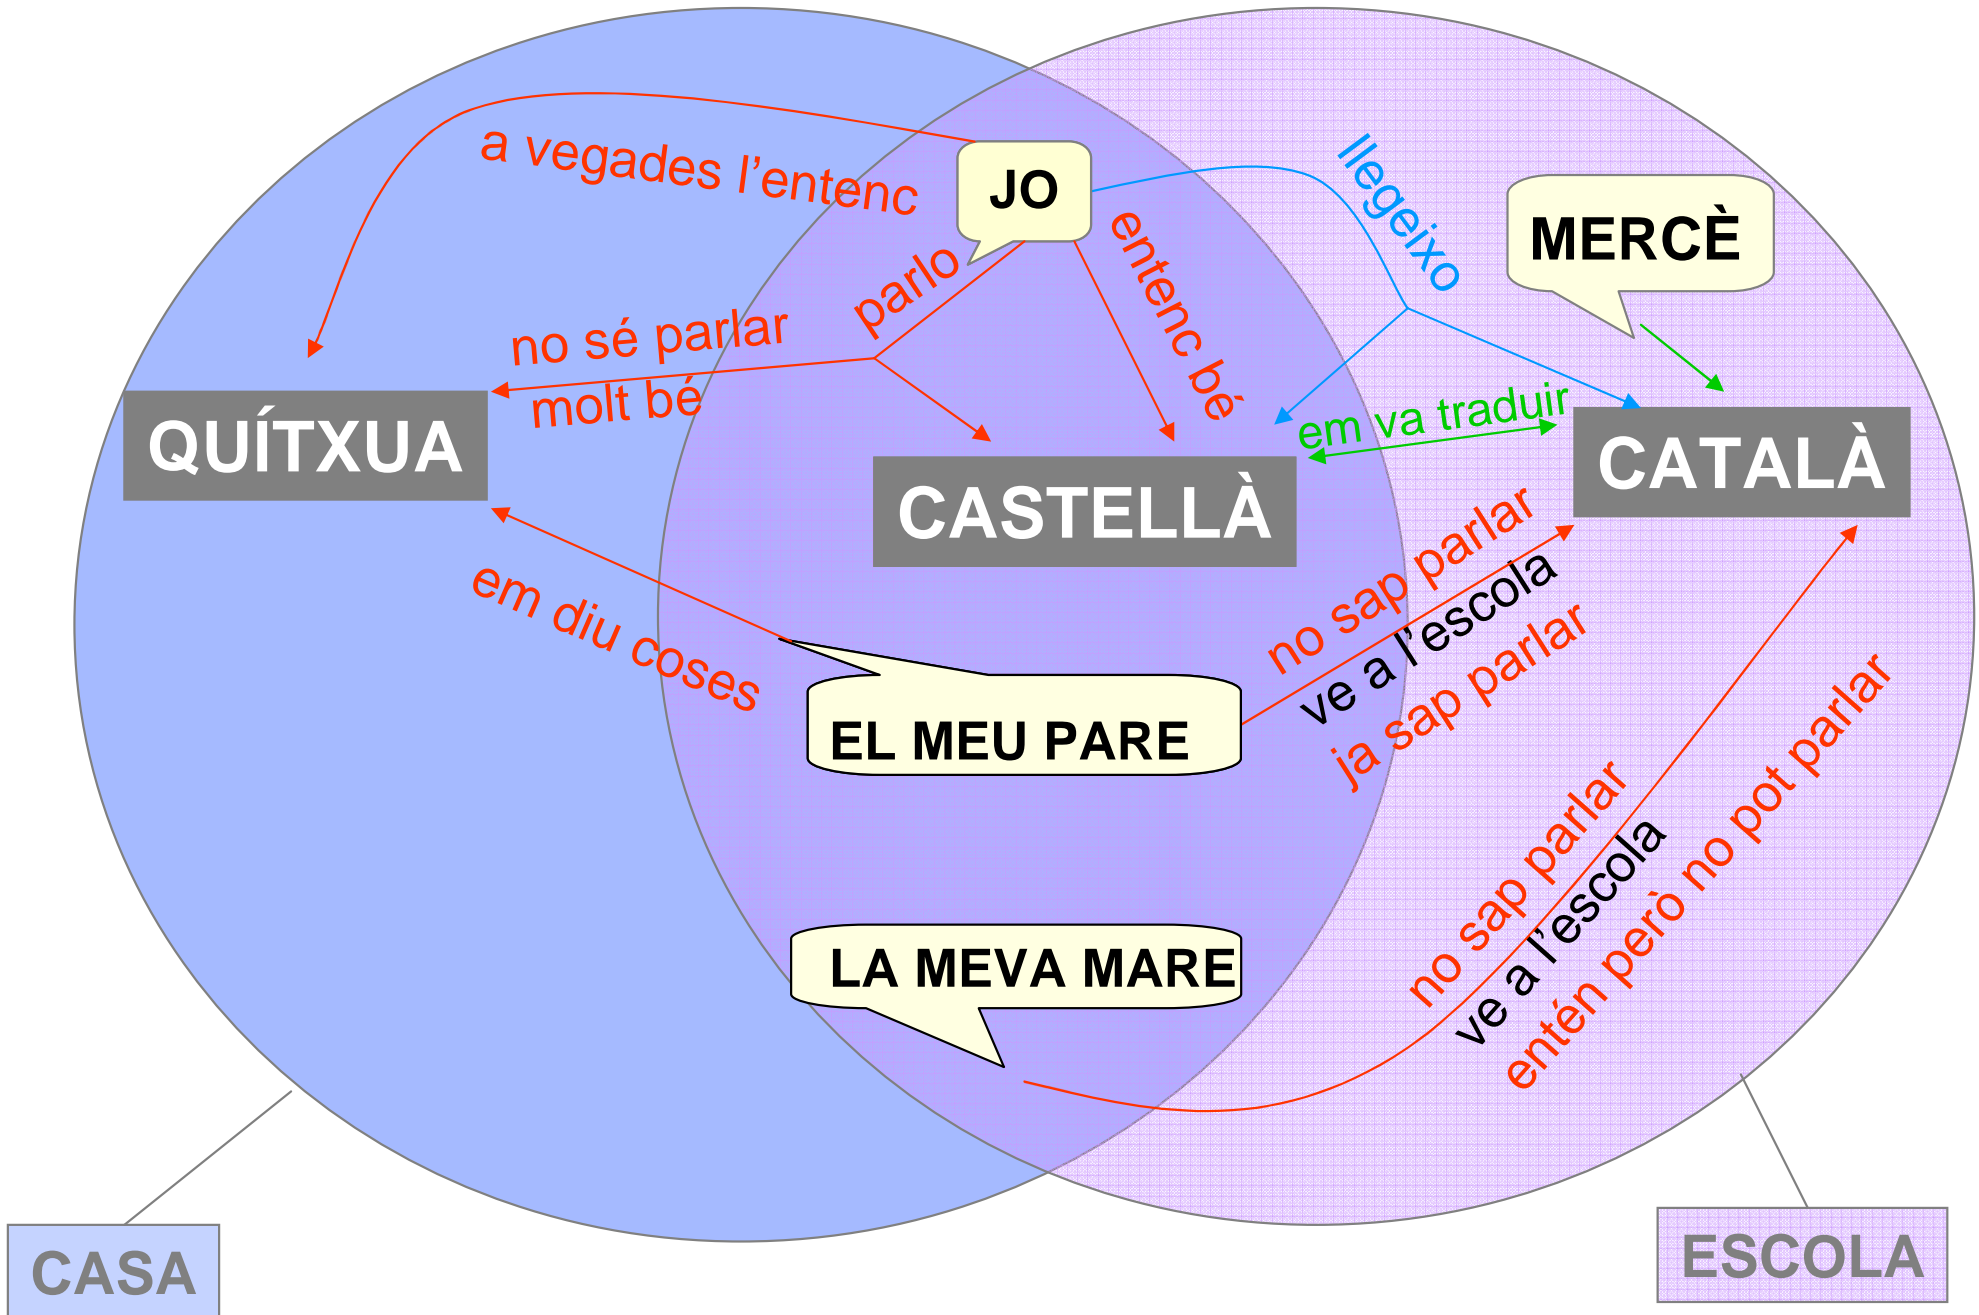 a vegades l'entenc
JO
llegeixo
MERCÈ
parlo
entenc bé
no sé parlar
molt bé
em va traduir
QUÍTXUA
CASTELLÀ
CATALÀ
em diu coses
no sap parlar
ve a l'escola
ja sap parlar
EL MEU PARE
no sap parlar
ve a l'escola
entén però no pot parlar
LA MEVA MARE
CASA
ESCOLA